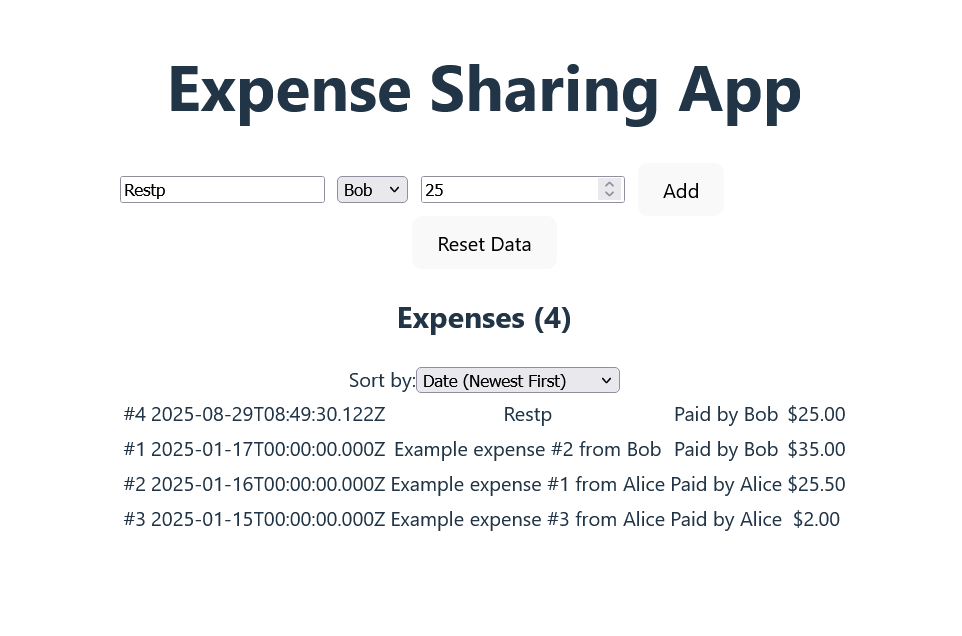 Expense Sharing App
Restp Bob 25 Add
Reset Data
Expenses (4)
Sort by: Date (Newest First)
#4 2025-08-29T08:49:30.122Z Restp Paid by Bob $25.00
#1 2025-01-17T00:00:00.000Z Example expense #2 from Bob Paid by Bob $35.00
#2 2025-01-16T00:00:00.000Z Example expense #1 from Alice Paid by Alice $25.50
#3 2025-01-15T00:00:00.000Z Example expense #3 from Alice Paid by Alice $2.00